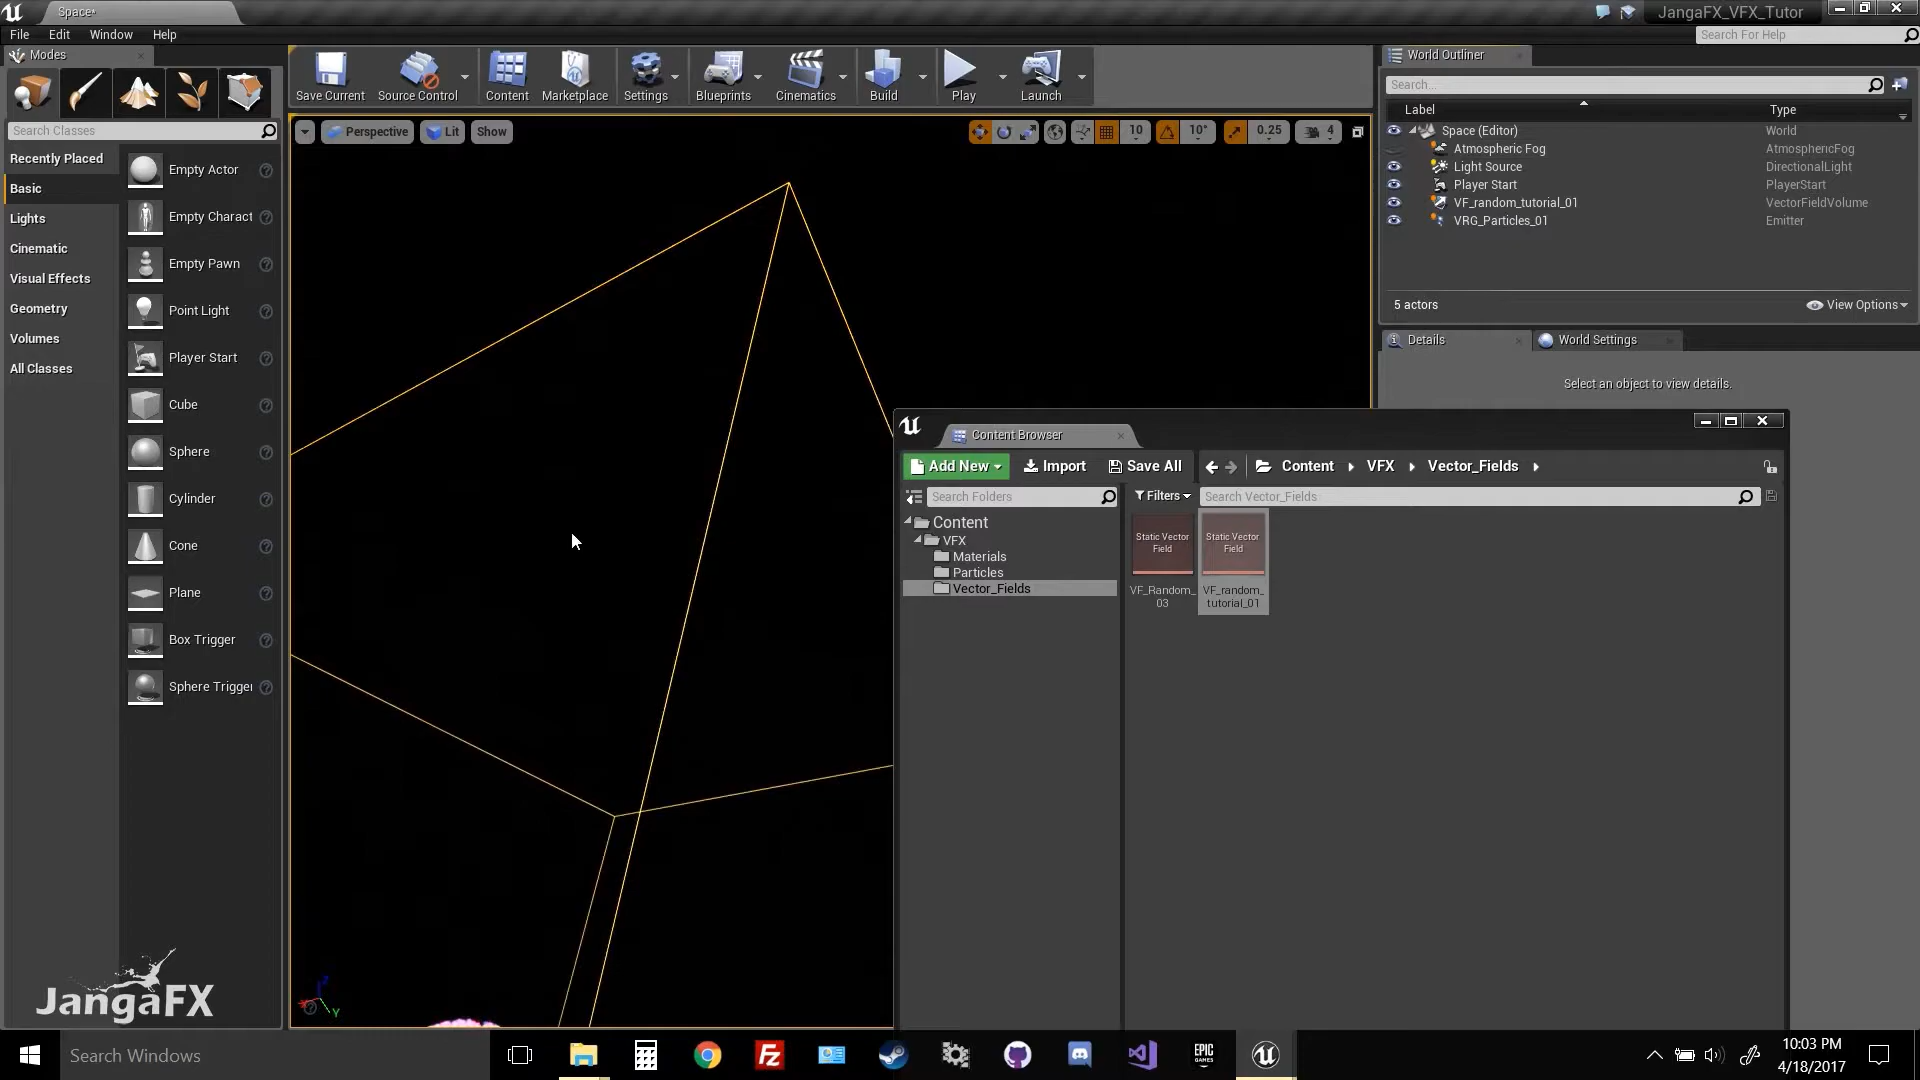 Space*
JangaFX_VFX_Tutor
File Edit Window Help
Search For Help
Modes
Save Current Source Control Content Marketplace Settings Blueprints Cinematics Build Play Launch
World Outliner
Search...
Label Type
Search Classes
Perspective Lit Show 10 10° 0.25 4
Space (Editor) World
Atmospheric Fog AtmosphericFog
Light Source DirectionalLight
Player Start PlayerStart
VF_random_tutorial_01 VectorFieldVolume
VRG_Particles_01 Emitter
5 actors View Options
Details World Settings
Select an object to view details.
Recently Placed
Basic
Lights
Cinematic
Visual Effects
Geometry
Volumes
All Classes
Empty Actor
Empty Charact
Empty Pawn
Point Light
Player Start
Cube
Sphere
Cylinder
Cone
Plane
Box Trigger
Sphere Trigger
Content Browser
Add New Import Save All Content VFX Vector_Fields
Search Folders Filters Search Vector_Fields
Content
VFX
Materials
Particles
Vector_Fields
Static Vector
Field
VF_Random_
03
Static Vector
Field
VF_random_
tutorial_01
Z
Y
JangaFX
Search Windows
EPIC
GAMES
10:03 PM
4/18/2017